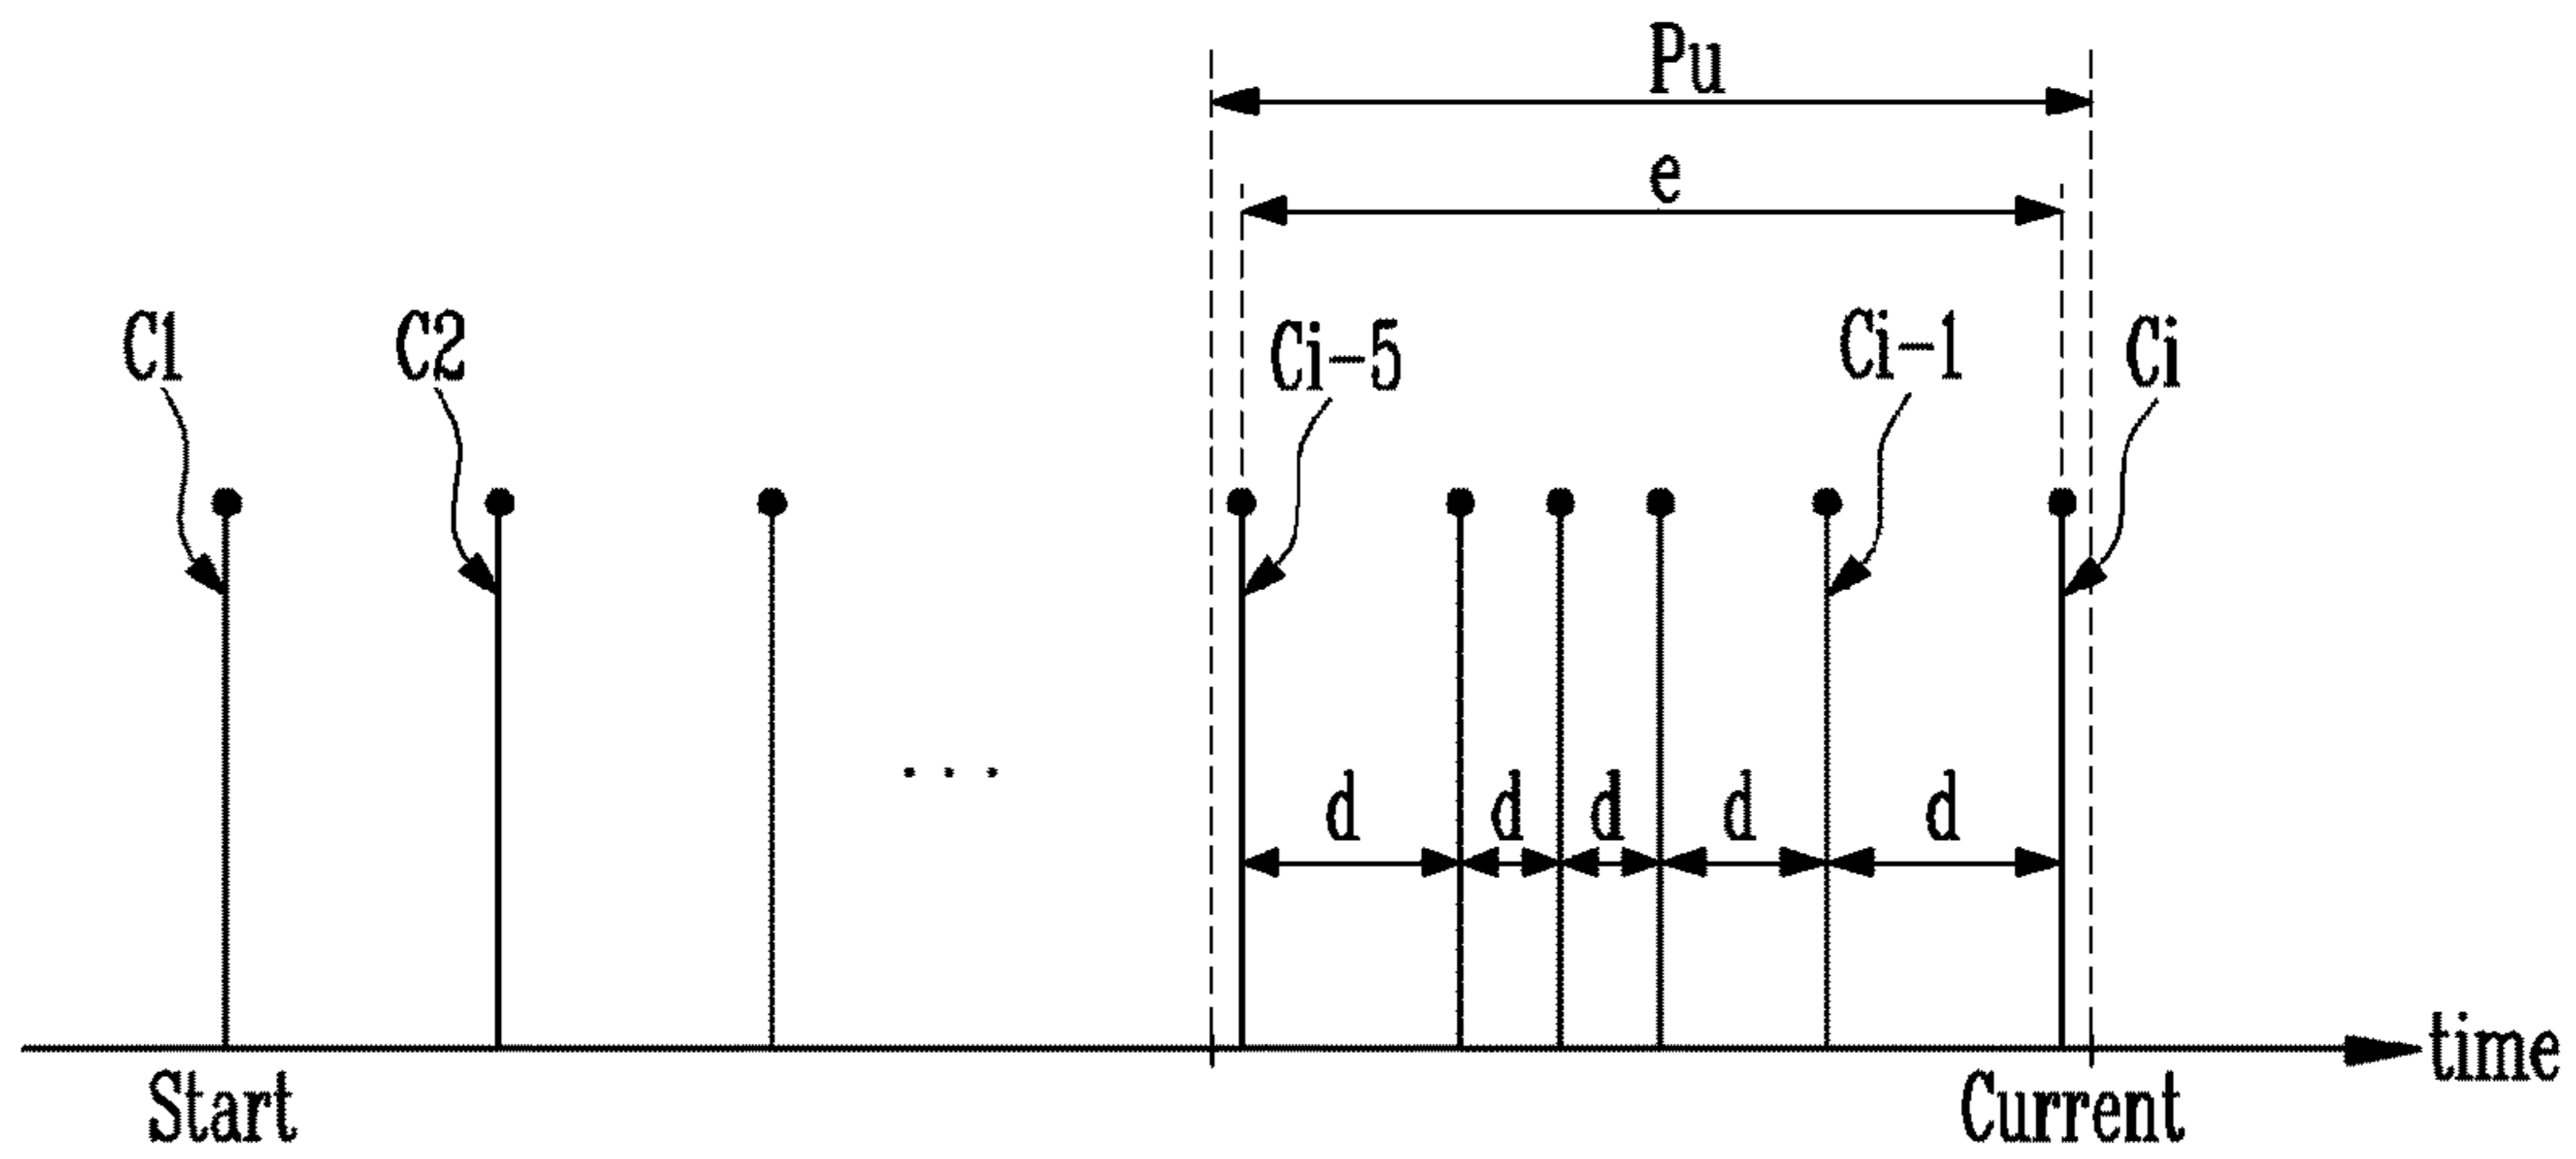 Pu
e
C1 C2 Ci-5 Ci-1 Ci
...
d d d d d
time
Start Current